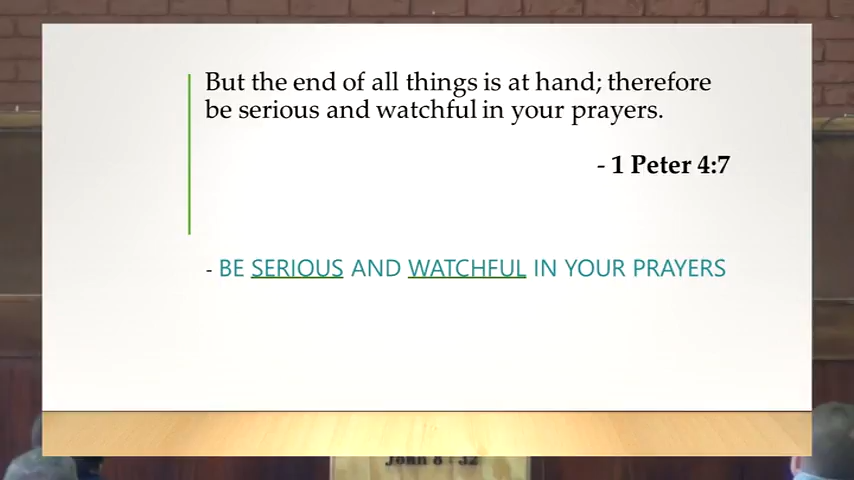 But the end of all things is at hand; therefore
be serious and watchful in your prayers.
- 1 Peter 4:7
- BE SERIOUS AND WATCHFUL IN YOUR PRAYERS
John 8 : 32